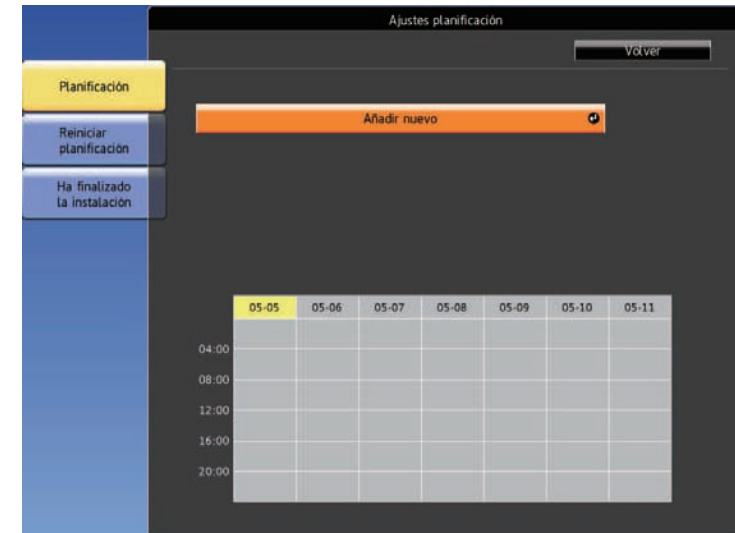 Ajustes planificación
Volver
Planificación
Añadir nuevo
Reiniciar
planificación
Ha finalizado
la instalación
05-05 05-06 05-07 05-08 05-09 05-10 05-11
04:00
08:00
12:00
16:00
20:00